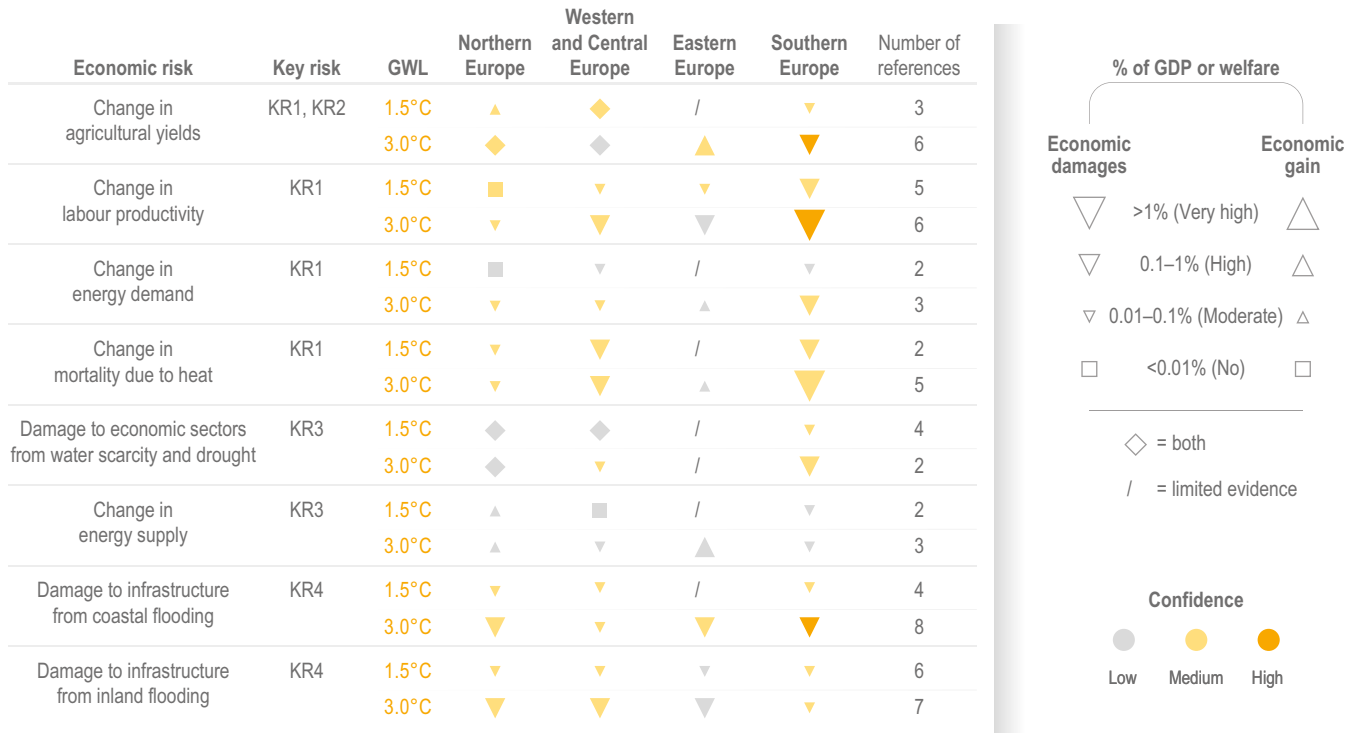 Economic risk Key risk GWL Northern Europe Western and Central Europe Eastern Europe Southern Europe Number of references
Change in agricultural yields KR1, KR2 1.5°C / 3
3.0°C 6
Change in labour productivity KR1 1.5°C 5
3.0°C 6
Change in energy demand KR1 1.5°C / 2
3.0°C 3
Change in mortality due to heat KR1 1.5°C / 2
3.0°C 5
Damage to economic sectors from water scarcity and drought KR3 1.5°C / 4
3.0°C / 2
Change in energy supply KR3 1.5°C / 2
3.0°C 3
Damage to infrastructure from coastal flooding KR4 1.5°C / 4
3.0°C 8
Damage to infrastructure from inland flooding KR4 1.5°C 6
3.0°C 7
% of GDP or welfare
Economic damages Economic gain
>1% (Very high)
0.1–1% (High)
0.01–0.1% (Moderate)
<0.01% (No)
= both
/ = limited evidence
Confidence
Low Medium High